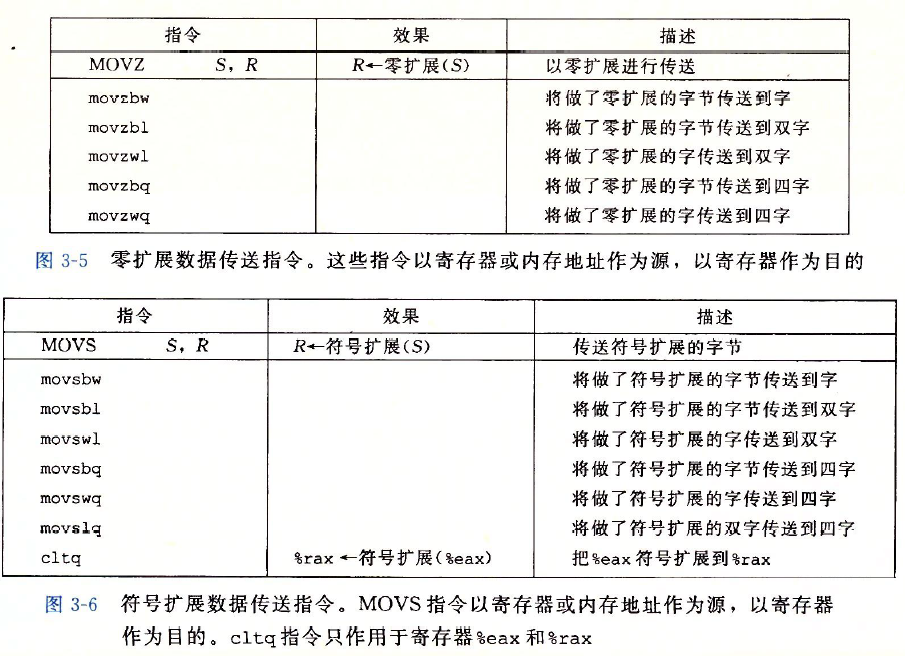 指令 效果 描述
MOVZ S, R R←零扩展(S) 以零扩展进行传送
movzbw 将做了零扩展的字节传送到字
movzbl 将做了零扩展的字节传送到双字
movzwl 将做了零扩展的字传送到双字
movzbq 将做了零扩展的字节传送到四字
movzwq 将做了零扩展的字传送到四字
图 3-5 零扩展数据传送指令。这些指令以寄存器或内存地址作为源，以寄存器作为目的
指令 效果 描述
MOVS S, R R←符号扩展(S) 传送符号扩展的字节
movsbw 将做了符号扩展的字节传送到字
movsbl 将做了符号扩展的字节传送到双字
movswl 将做了符号扩展的字传送到双字
movsbq 将做了符号扩展的字节传送到四字
movswq 将做了符号扩展的字传送到四字
movslq 将做了符号扩展的双字传送到四字
cltq %rax←符号扩展(%eax) 把%eax符号扩展到%rax
图 3-6 符号扩展数据传送指令。MOVS指令以寄存器或内存地址作为源，以寄存器
作为目的。cltq指令只作用于寄存器%eax和%rax